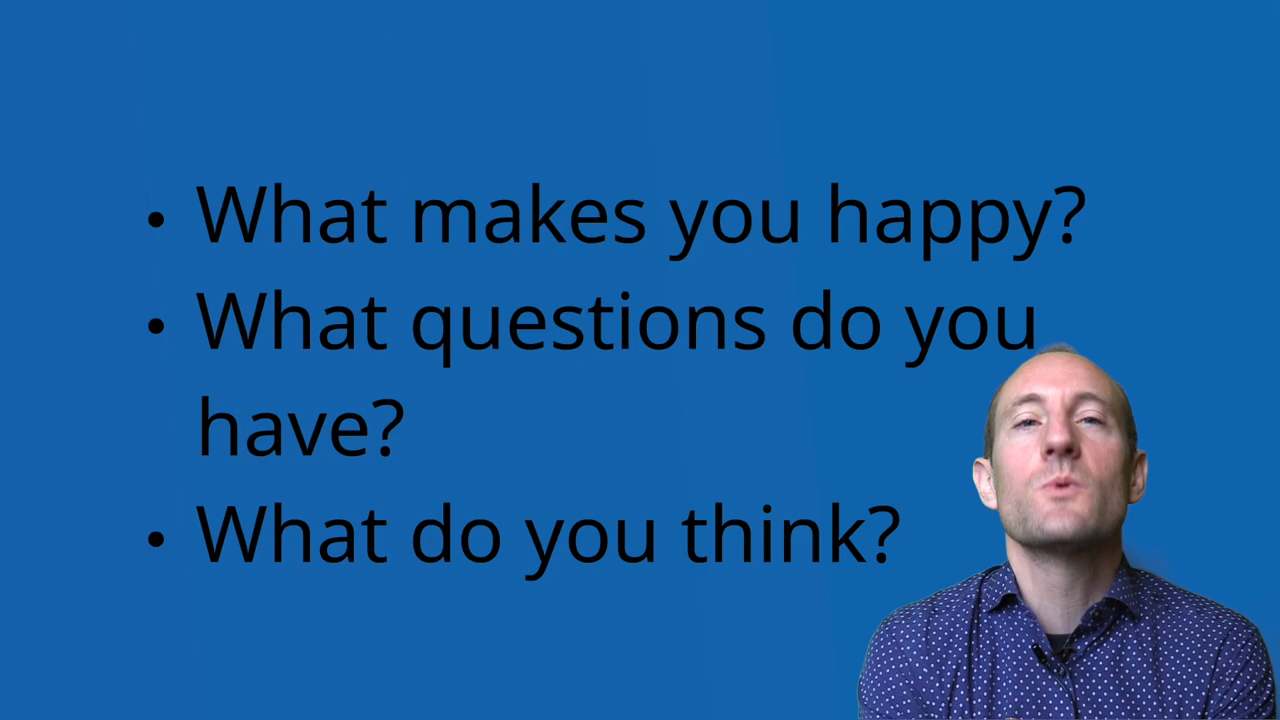 • What makes you happy?
• What questions do you
have?
• What do you think?